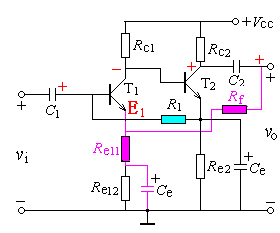 +VCC
Rc1
Rc2
+
+
+
+
C2
+
T1
T2
C1
E1
R1
Rf
vi
vo
Re11
+
Re12
Ce
Re2
+
Ce
−
−